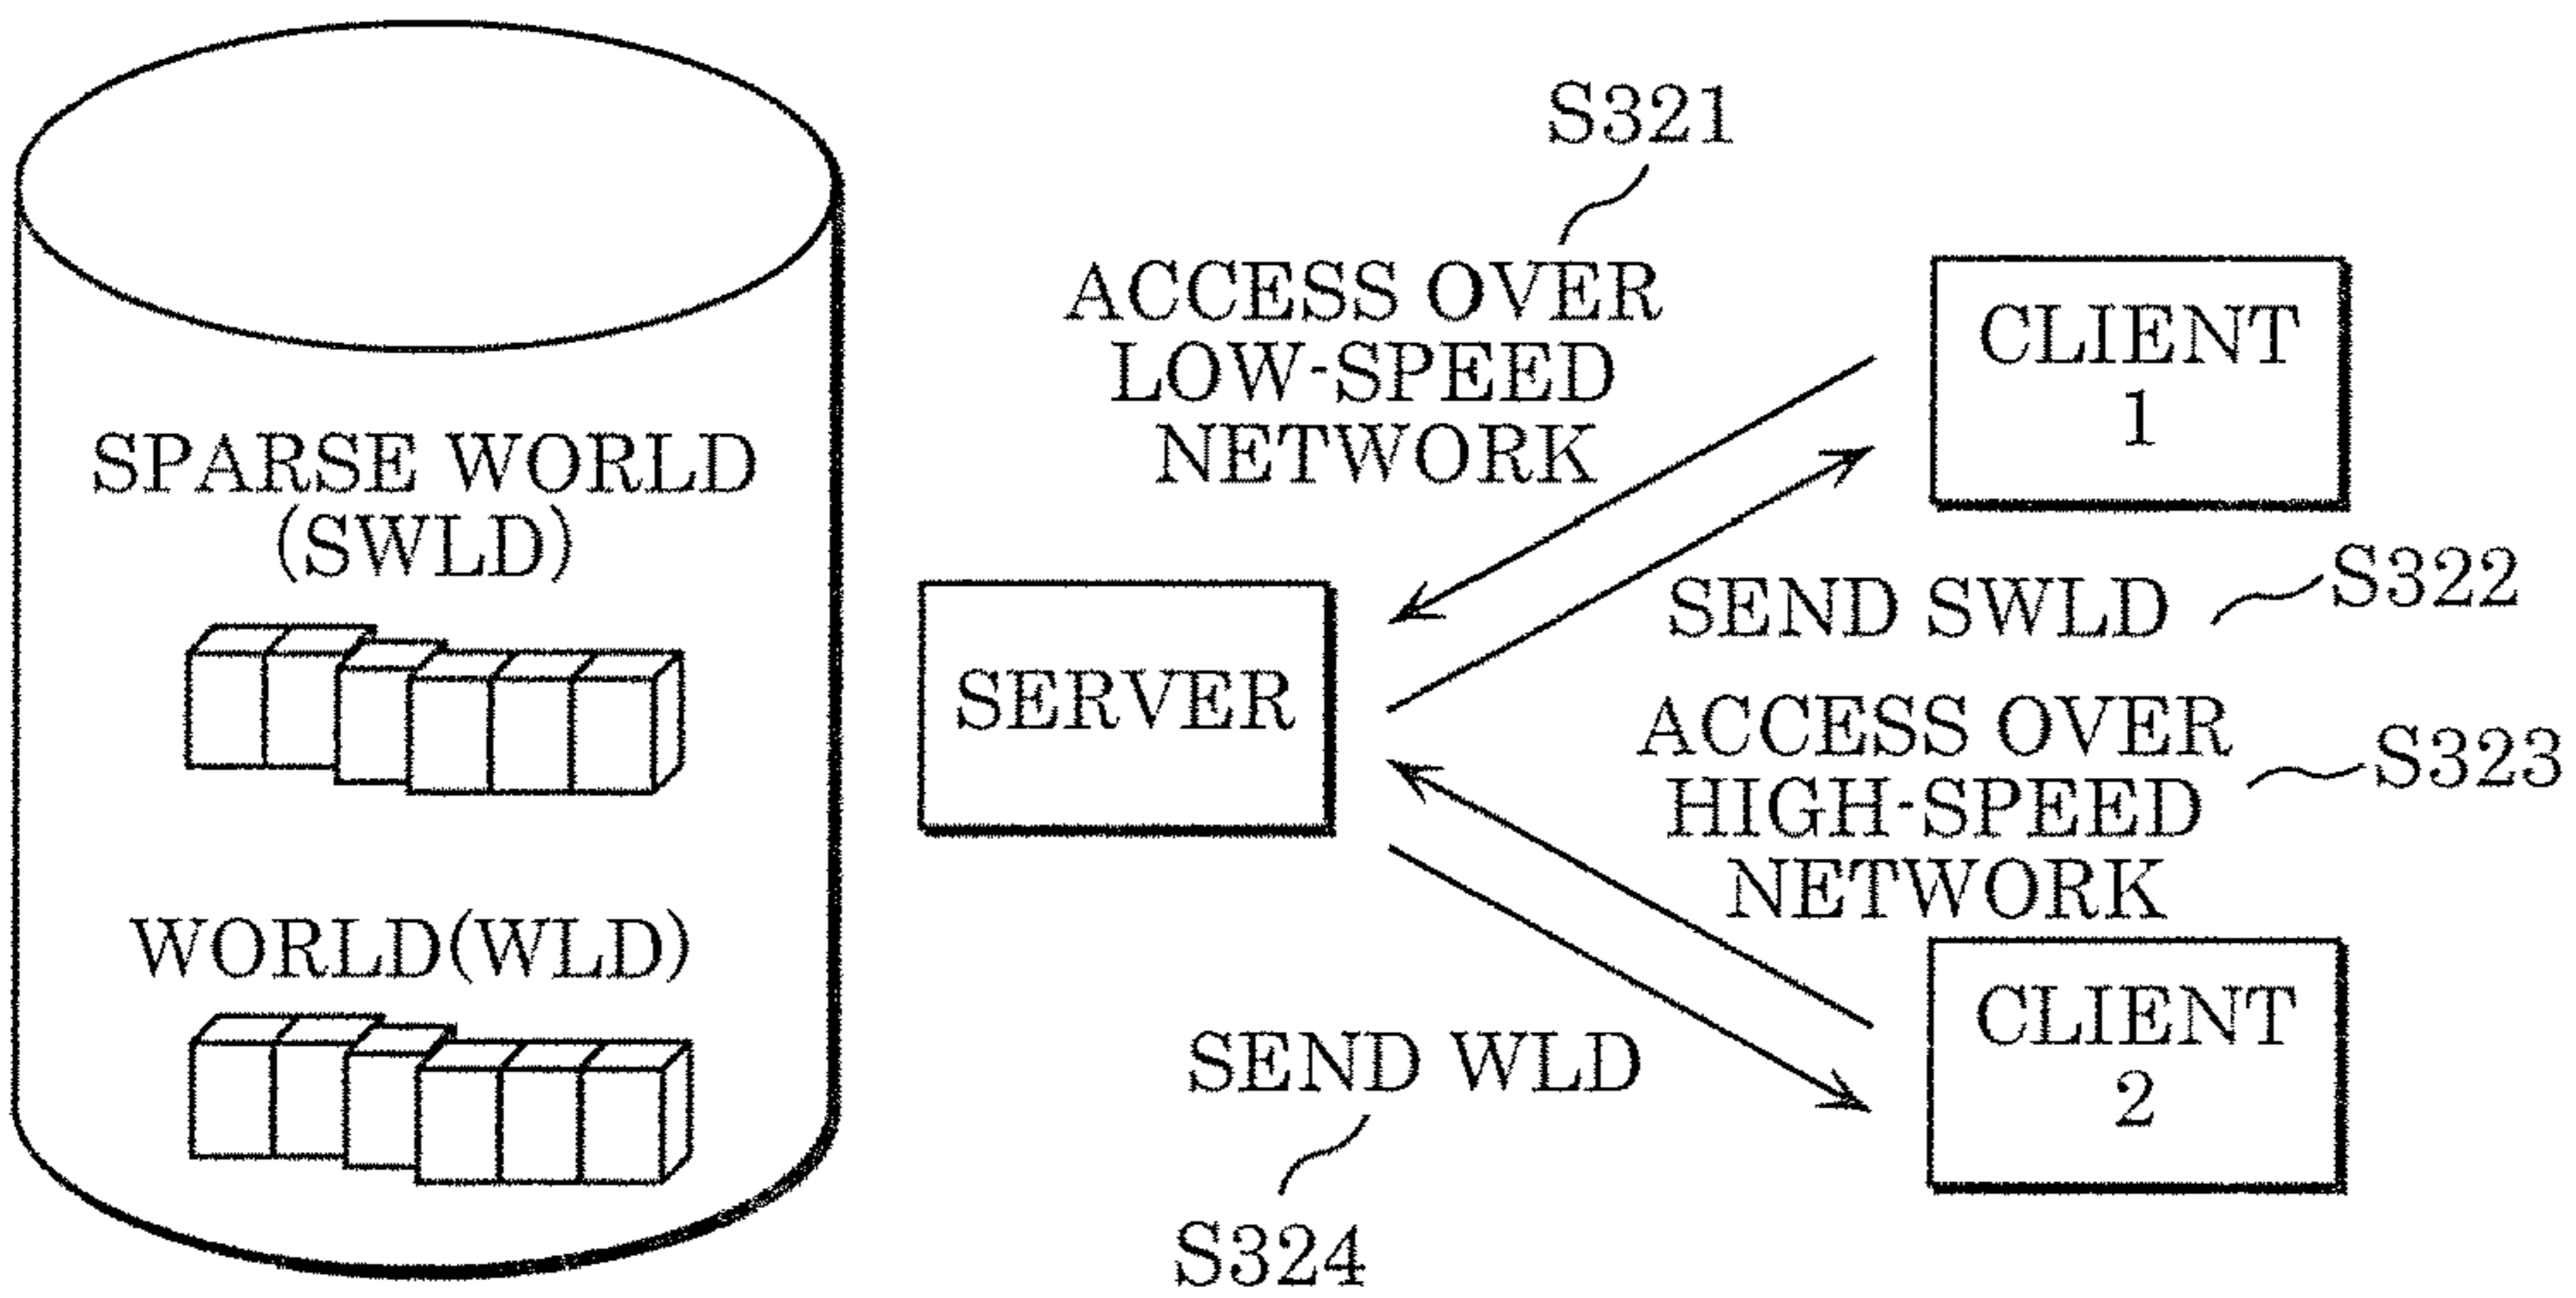 SPARSE WORLD
(SWLD)
WORLD(WLD)
S321
ACCESS OVER
LOW-SPEED
NETWORK
CLIENT
1
SERVER
SEND SWLD
S322
ACCESS OVER
HIGH-SPEED
NETWORK
S323
CLIENT
2
SEND WLD
S324